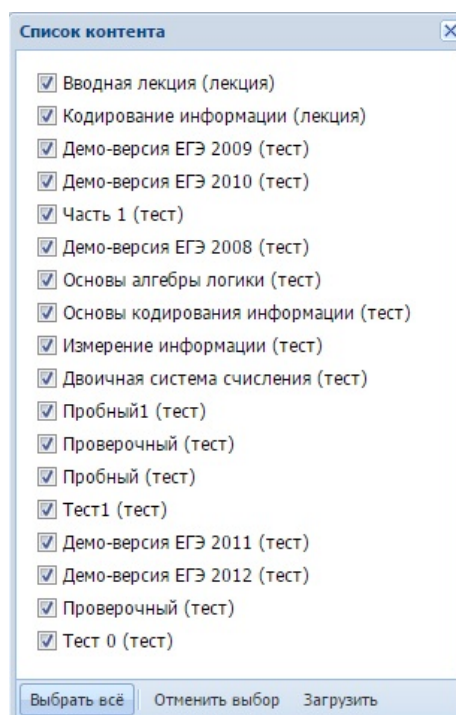 Список контента
Вводная лекция (лекция)
Кодирование информации (лекция)
Демо-версия ЕГЭ 2009 (тест)
Демо-версия ЕГЭ 2010 (тест)
Часть 1 (тест)
Демо-версия ЕГЭ 2008 (тест)
Основы алгебры логики (тест)
Основы кодирования информации (тест)
Измерение информации (тест)
Двоичная система счисления (тест)
Пробный1 (тест)
Проверочный (тест)
Пробный (тест)
Тест1 (тест)
Демо-версия ЕГЭ 2011 (тест)
Демо-версия ЕГЭ 2012 (тест)
Проверочный (тест)
Тест 0 (тест)
Выбрать всё Отменить выбор Загрузить